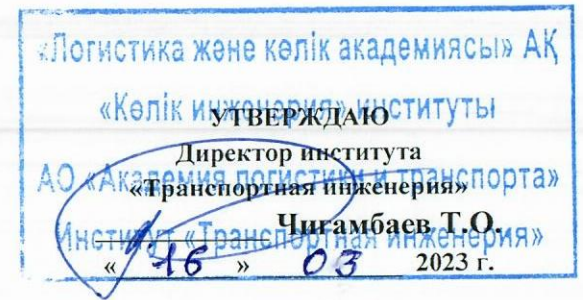 «Логистика және көлік академиясы» АҚ
«Көлік инженерия» институты
УТВЕРЖДАЮ
Директор института
АО «Академия логистики и транспорта»
«Транспортная инженерия»
Чигамбаев Т.О.
Институт «Транспортная инженерия»
« 16 » 03 2023 г.